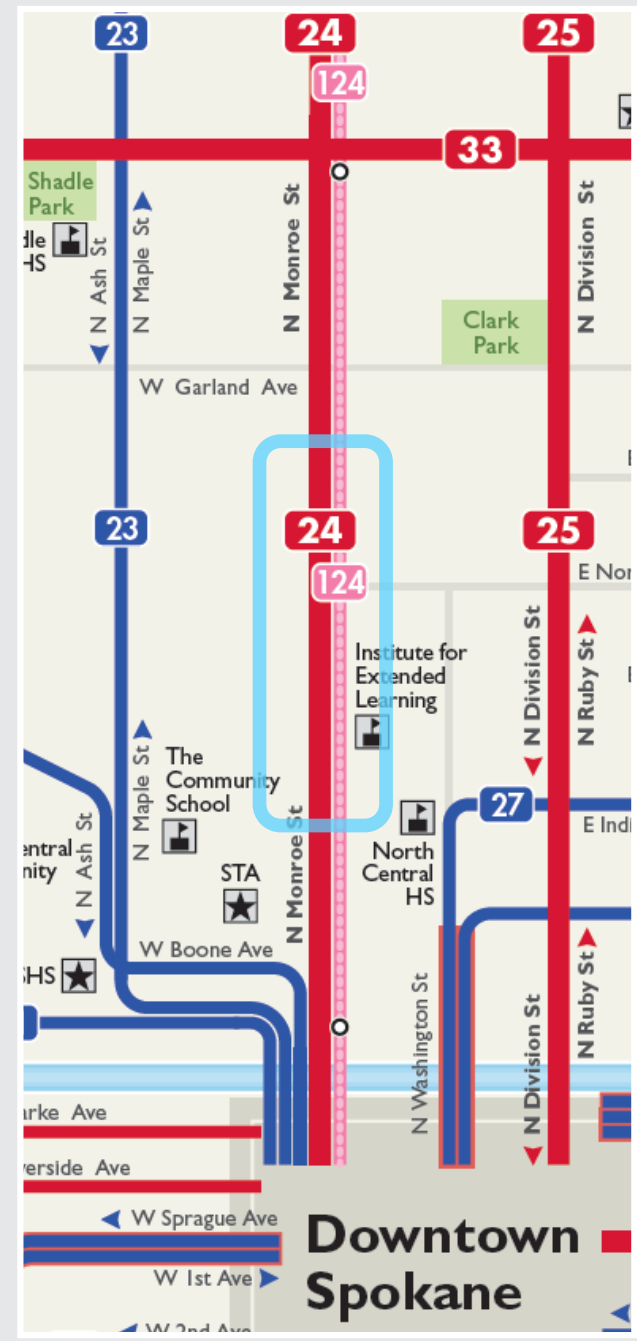 23
24
25
124
33
Shadle
Park
HS
N Ash St
N Maple St
N Monroe St
N Division St
Clark
Park
W Garland Ave
23
24
25
124
E Nor
Institute for
Extended
Learning
N Division St
N Ruby St
The
Community
School
N Maple St
N Ash St
27
E Indi
North
Central
HS
STA
N Monroe St
W Boone Ave
SHS
N Washington St
N Division St
N Ruby St
arke Ave
verside Ave
W Sprague Ave
W 1st Ave
W 2nd Ave
Downtown
Spokane